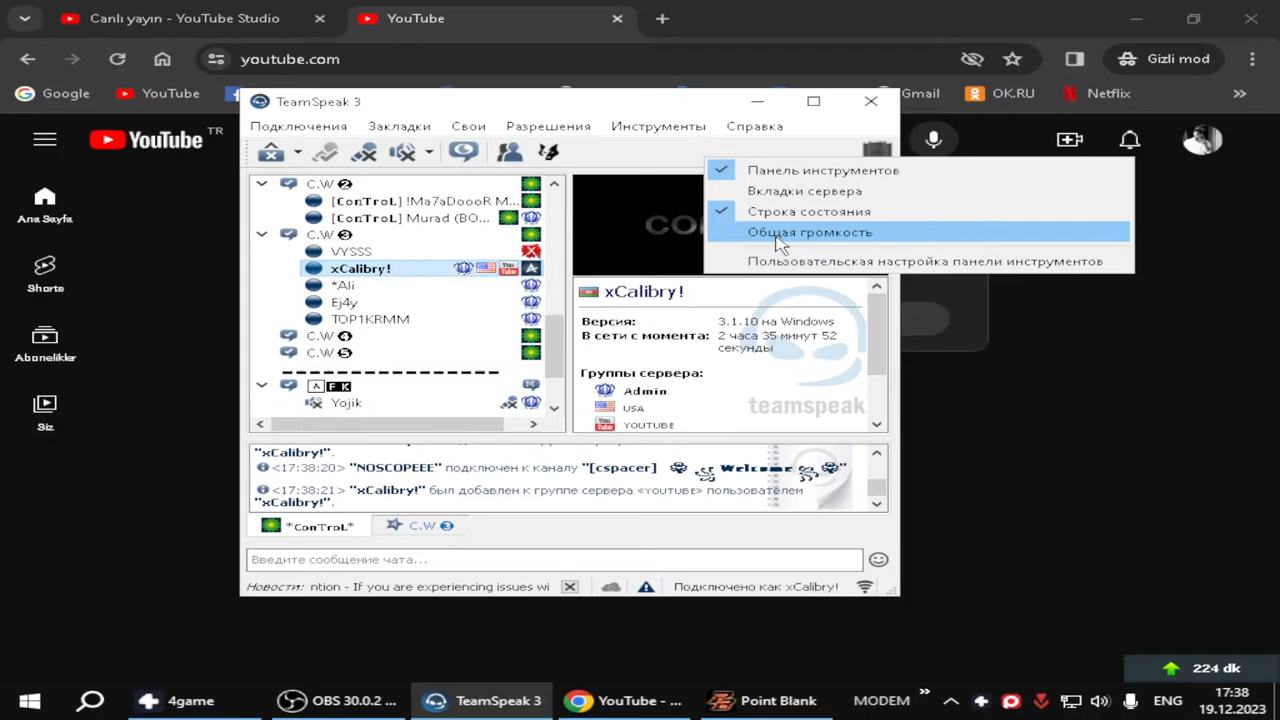 Canlı yayın - YouTube Studio
YouTube
youtube.com
Gizli mod
Google
YouTube
Gmail
OK.RU
Netflix
»
YouTube TR
Ana Sayfa
Shorts
Abonelikler
Siz
TeamSpeak 3
Подключения
Закладки
Свои
Разрешения
Инструменты
Справка
Панель инструментов
Вкладки сервера
Строка состояния
Общая громкость
Пользовательская настройка панели инструментов
C.W ❷
[ConTroL] !Ma7aDoooR M...
[ConTroL] Murad (BO...
C.W ❸
VYSSS
xCalibry!
*Ali
Ej4y
TOP1KRMM
C.W ❹
C.W ❺
A F K
Yojik
xCalibry!
Версия: 3.1.10 на Windows
В сети с момента: 2 часа 35 минут 52
секунды
Группы сервера:
Admin
USA
YOUTUBE
teamspeak
"xCalibry!".
<17:38:20> "NOSCOPEEE" подключен к каналу "[cspacer] Welcome"
<17:38:21> "xCalibry!" был добавлен к группе сервера «YOUTUBE» пользователем
"xCalibry!".
*ConTroL*
C.W ❸
Введите сообщение чата...
Новости: ntion - If you are experiencing issues wi
Подключено как xCalibry!
224 dk
4game
OBS 30.0.2 ...
TeamSpeak 3
YouTube - ...
Point Blank
MODEM
»
ENG
17:38
19.12.2023